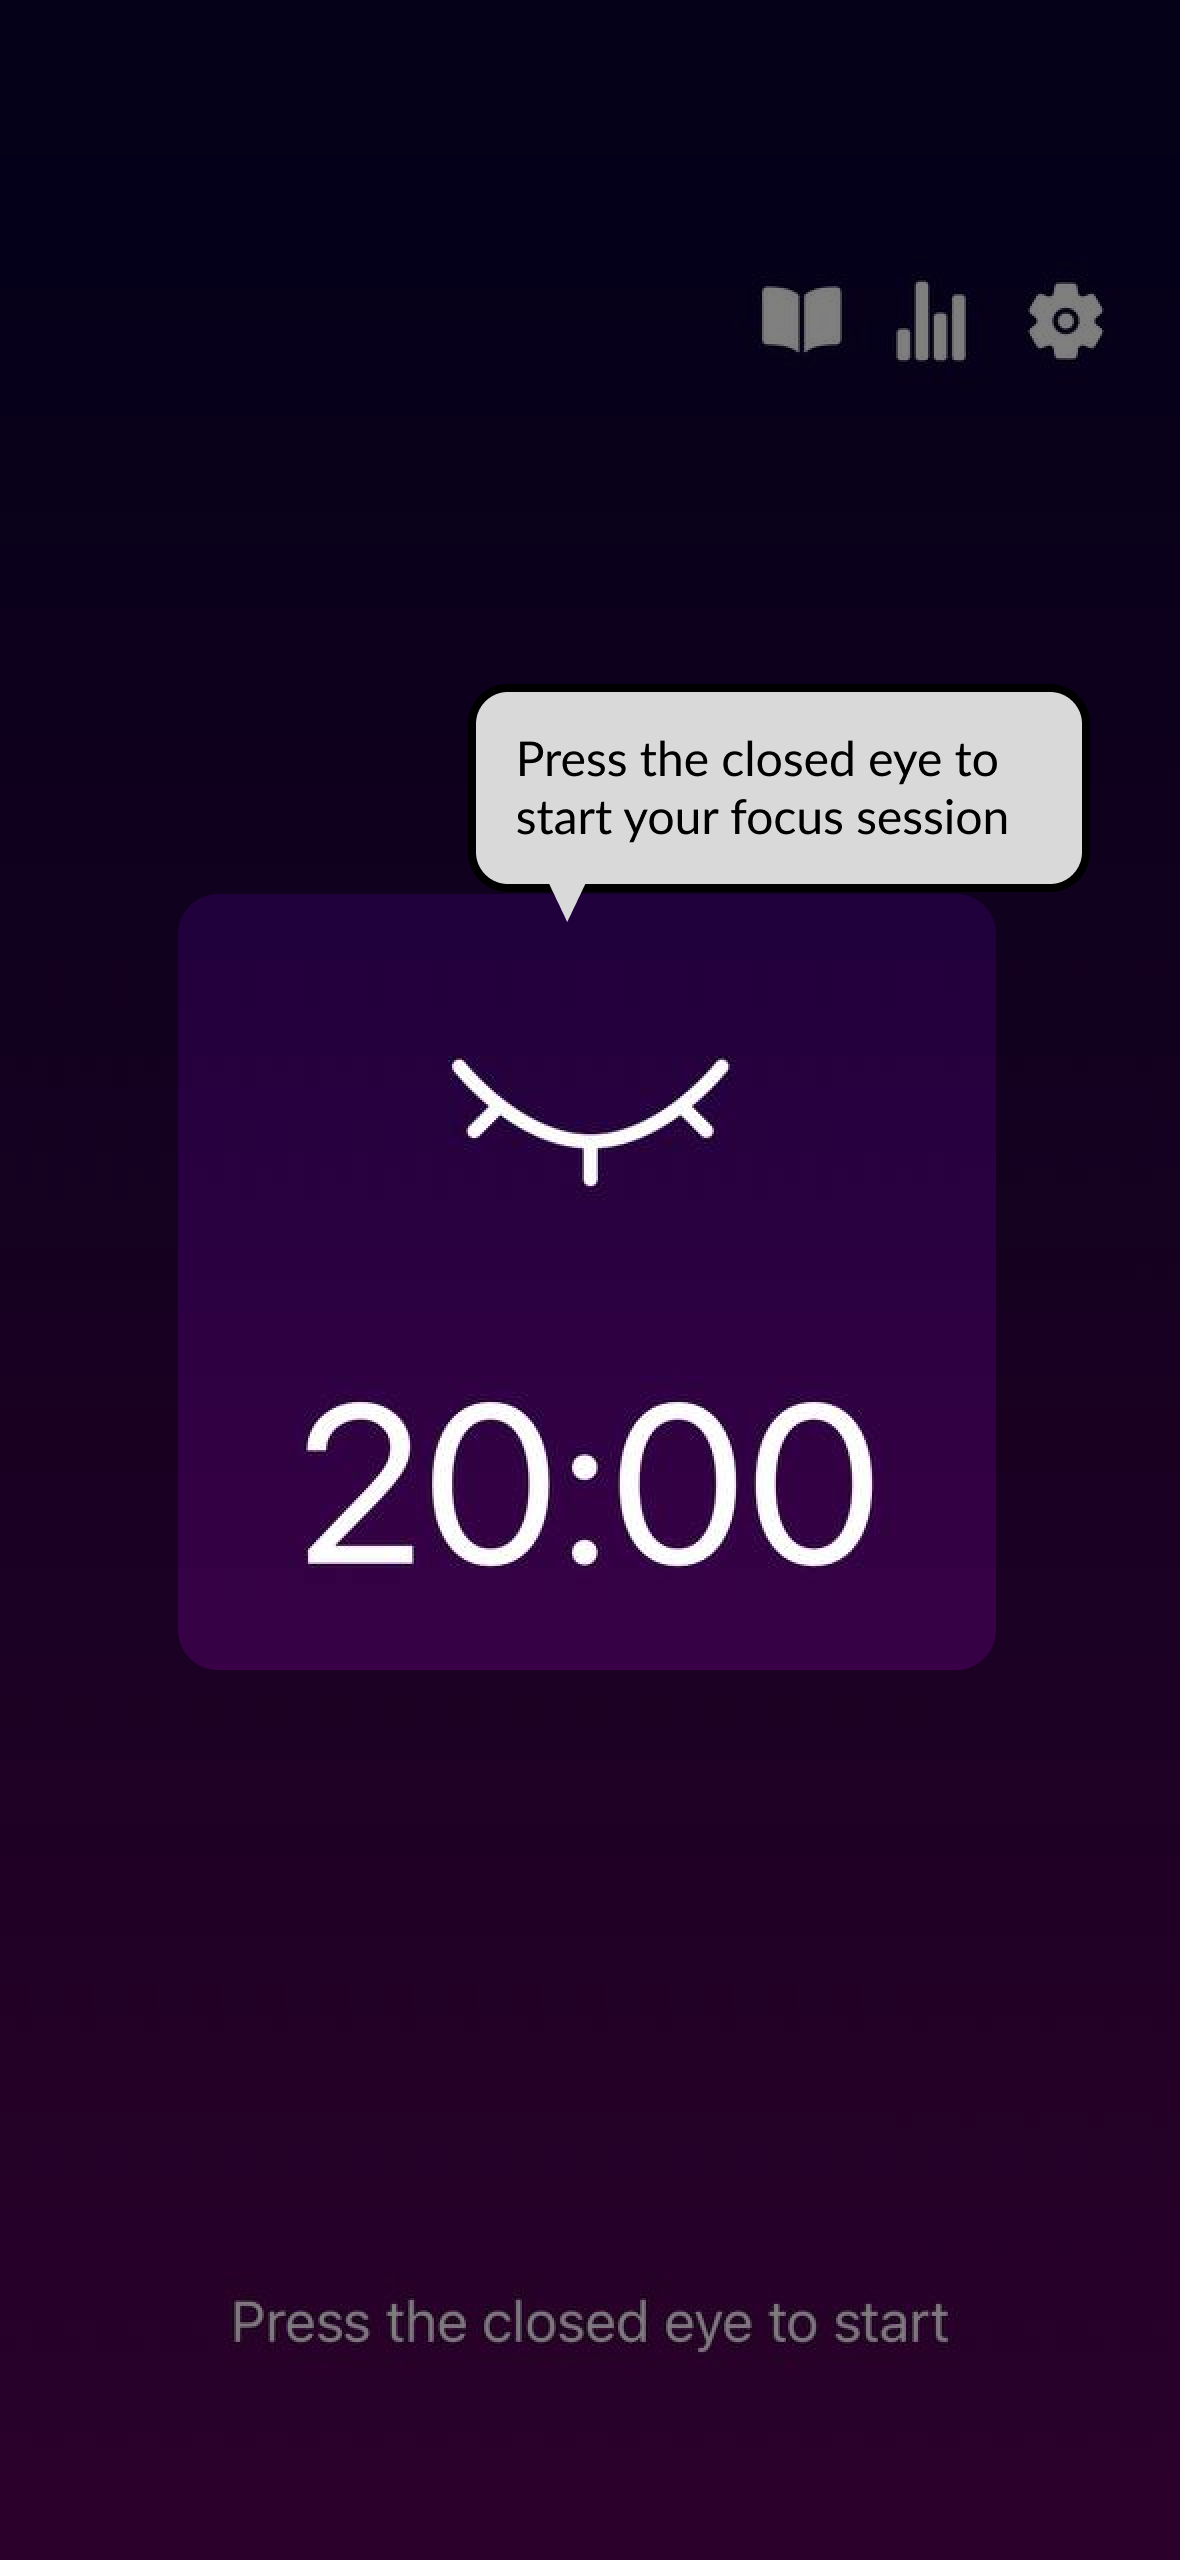 Press the closed eye to
start your focus session
20:00
Press the closed eye to start